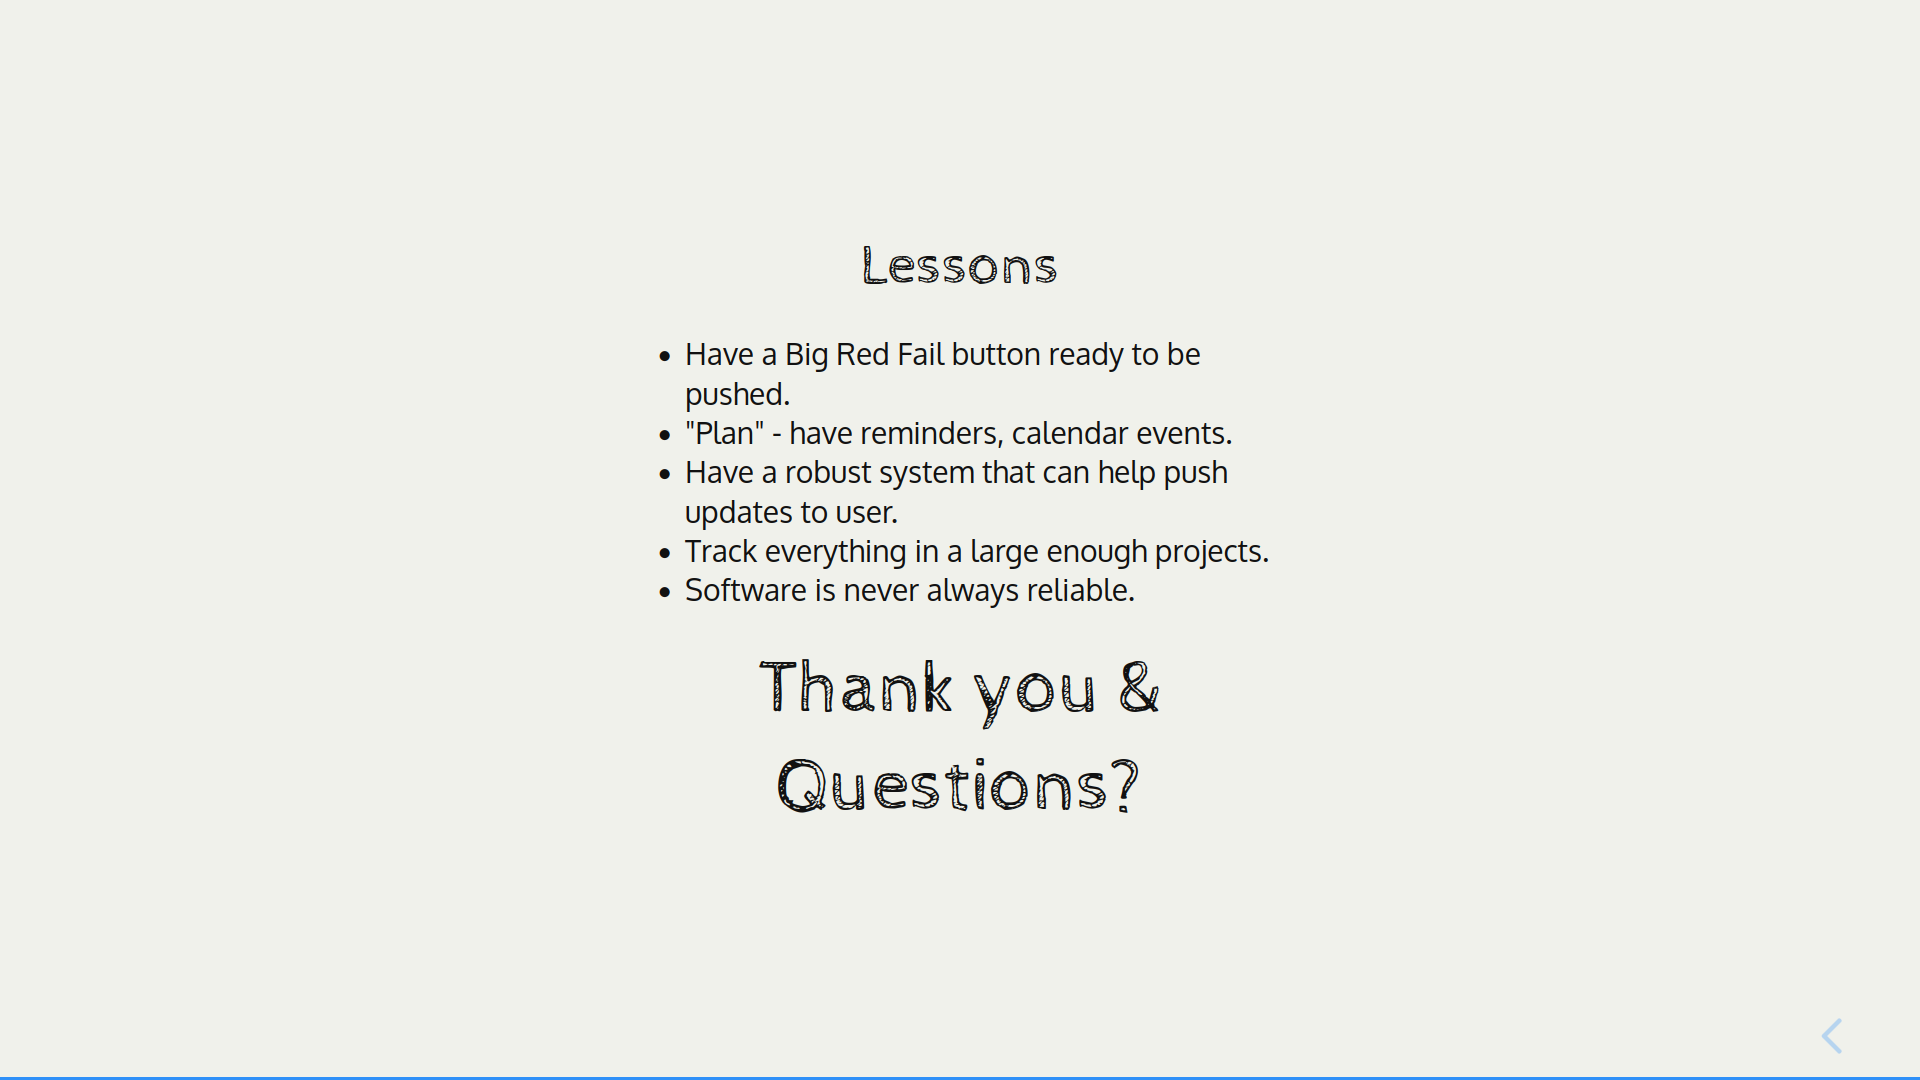 Lessons
• Have a Big Red Fail button ready to be
pushed.
• "Plan" - have reminders, calendar events.
• Have a robust system that can help push
updates to user.
• Track everything in a large enough projects.
• Software is never always reliable.
Thank you &
Questions?